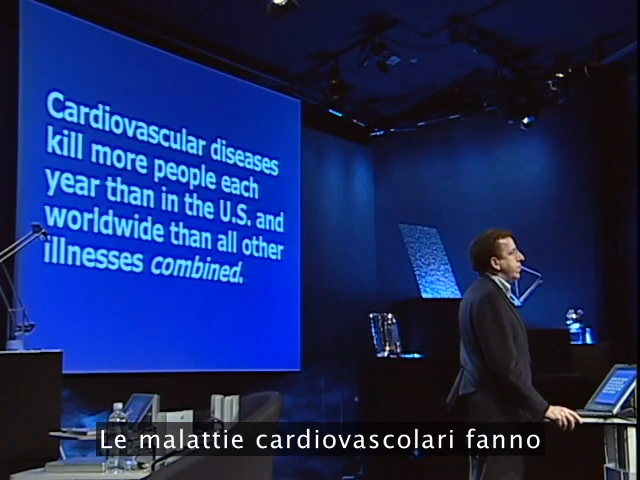 Cardiovascular diseases
kill more people each
year than in the U.S. and
worldwide than all other
illnesses combined.
Le malattie cardiovascolari fanno